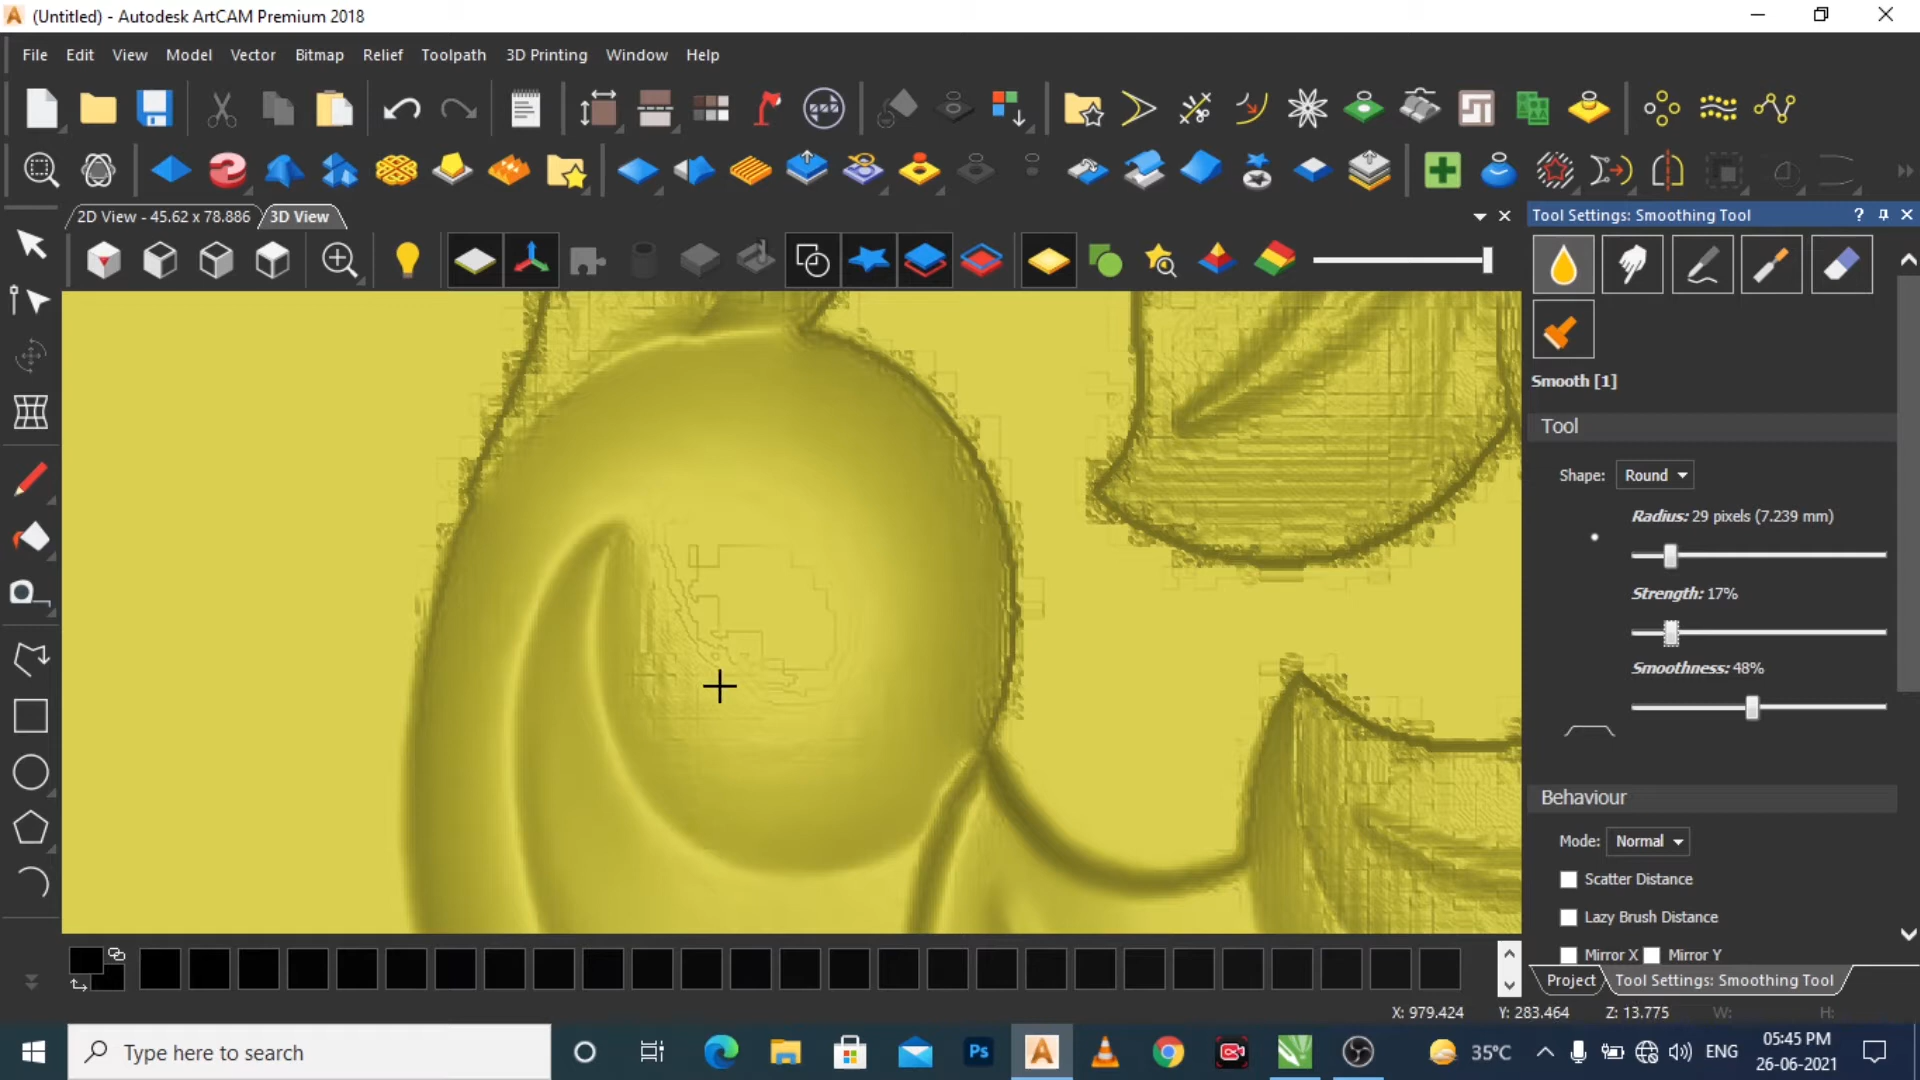 (Untitled) - Autodesk ArtCAM Premium 2018
File Edit View Model Vector Bitmap Relief Toolpath 3D Printing Window Help
2D View - 45.62 x 78.886 3D View
Tool Settings: Smoothing Tool ?
Smooth [1]
Tool
Shape: Round
Radius: 29 pixels (7.239 mm)
Strength: 17%
Smoothness: 48%
Behaviour
Mode: Normal
Scatter Distance
Lazy Brush Distance
Mirror X Mirror Y
Project Tool Settings: Smoothing Tool
X: 979.424 Y: 283.464 Z: 13.775 W: H:
Type here to search
Ps
35°C
ENG
05:45 PM
26-06-2021